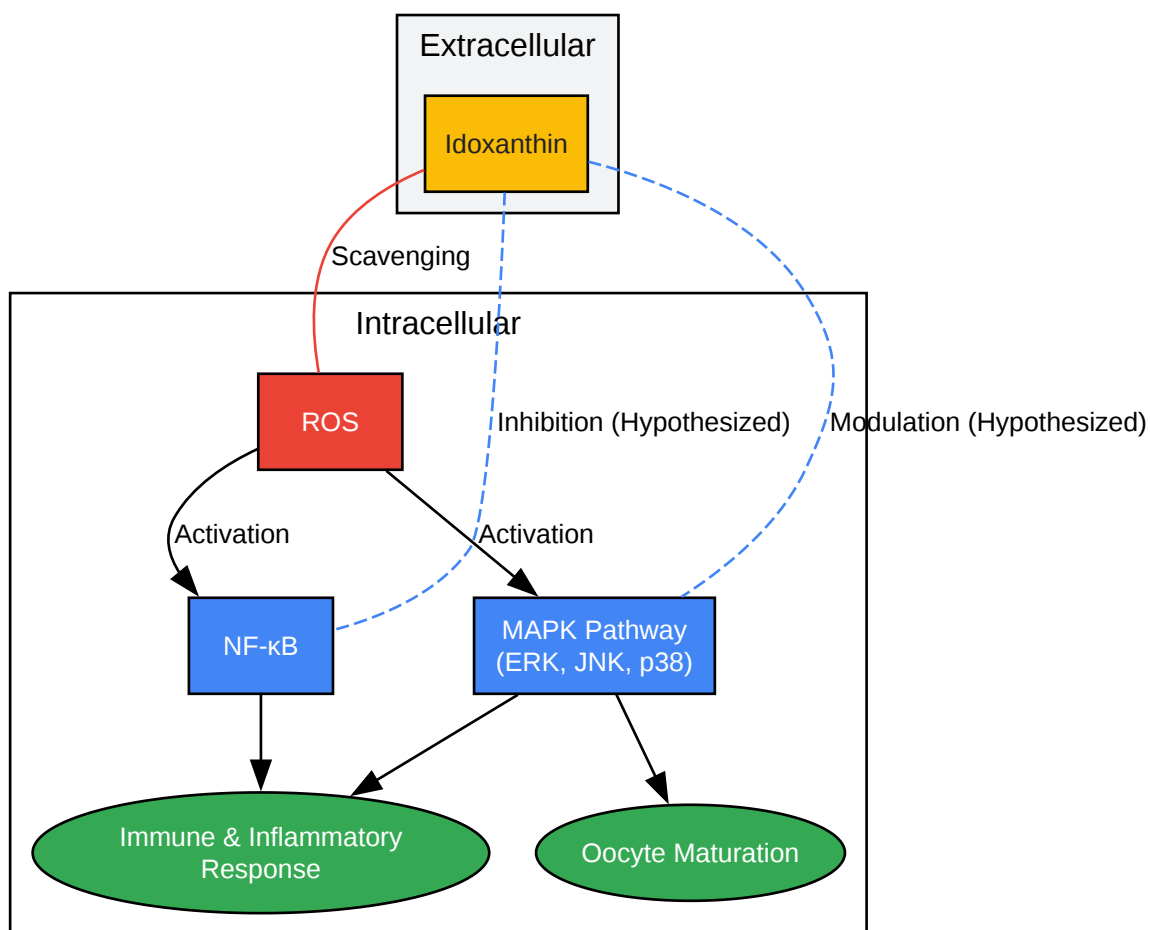 Extracellular
Idoxanthin
Scavenging
Intracellular
ROS
Inhibition (Hypothesized)
Modulation (Hypothesized)
Activation
Activation
NF-κB
MAPK Pathway
(ERK, JNK, p38)
Immune & Inflammatory
Response
Oocyte Maturation